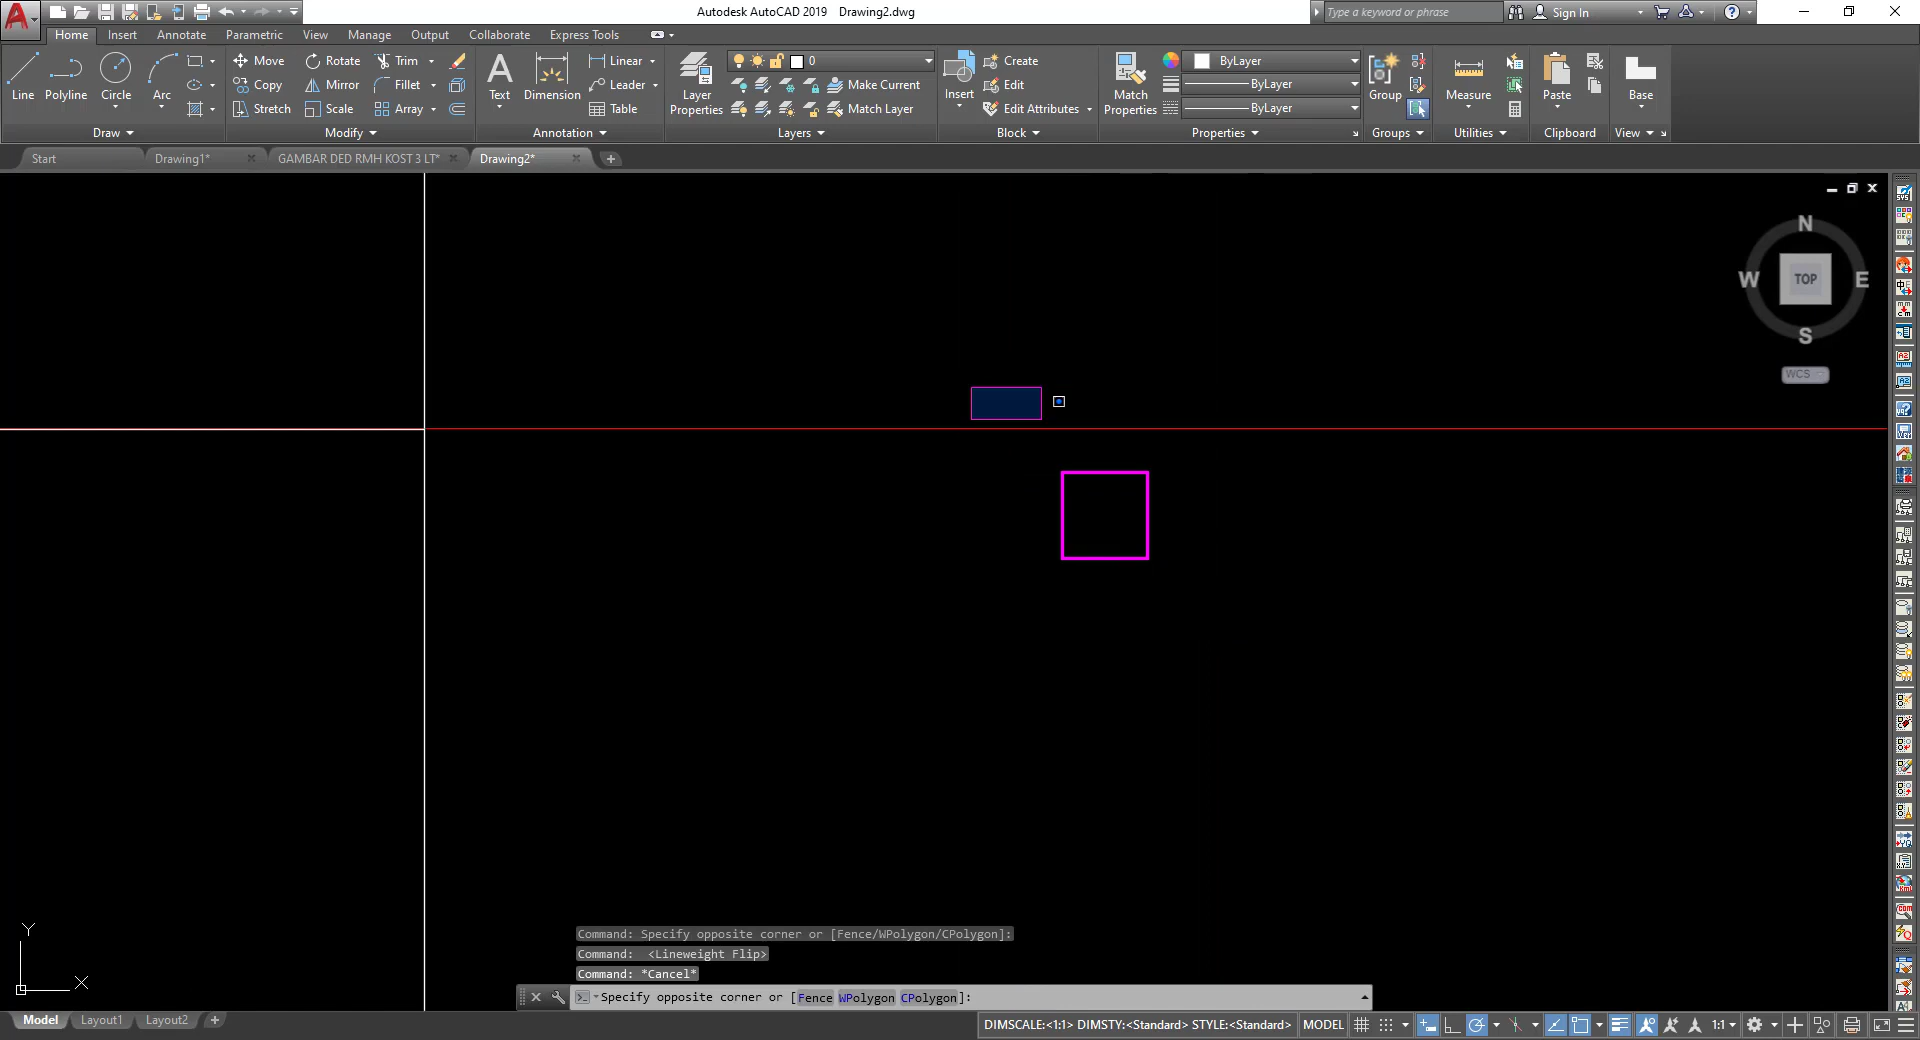 Autodesk AutoCAD 2019 Drawing2.dwg
Type a keyword or phrase
Sign In
Home Insert Annotate Parametric View Manage Output Collaborate Express Tools
Line Polyline Circle Arc
Move Rotate Trim
Copy Mirror Fillet
Stretch Scale Array
Text Dimension
Linear
Leader
Table
Layer Properties
0
Make Current
Match Layer
Insert
Create
Edit
Edit Attributes
Match Properties
ByLayer
ByLayer
ByLayer
Group
Measure
Paste
Base
Draw Modify Annotation Layers Block Properties Groups Utilities Clipboard View
Start Drawing1* GAMBAR DED RMH KOST 3 LT* Drawing2*
N
W TOP E
S
WCS
Y
X
Command: Specify opposite corner or [Fence/WPolygon/CPolygon]:
Command: <Lineweight Flip>
Command: *Cancel*
Specify opposite corner or [Fence WPolygon CPolygon]:
Model Layout1 Layout2
DIMSCALE:<1:1> DIMSTY:<Standard> STYLE:<Standard> MODEL 1:1